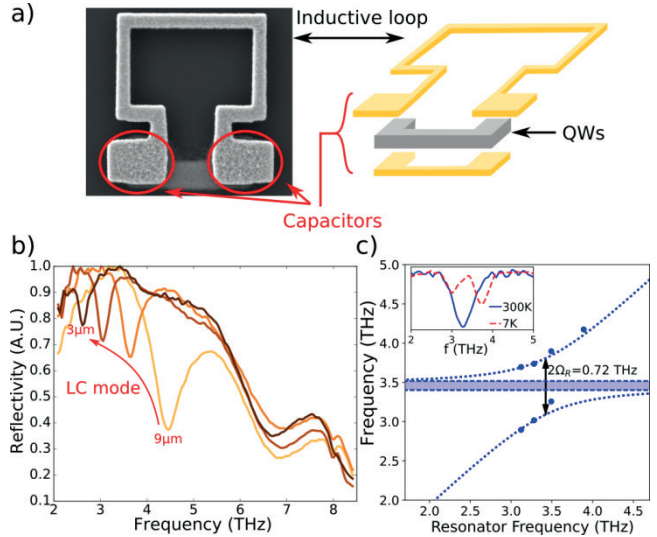 a)
Inductive loop
QWs
Capacitors
b)
1.0
0.9
0.8
0.7
0.6
0.5
0.4
0.3
0.2
0.1
Reflectivity (A.U.)
3μm
LC mode
9μm
2
3
4
5
6
7
8
Frequency (THz)
c)
5.0
4.5
4.0
3.5
3.0
2.5
2.0
Frequency (THz)
300K
7K
2
3
4
5
f (THz)
2Ω_R=0.72 THz
2.0
2.5
3.0
3.5
4.0
4.5
Resonator Frequency (THz)